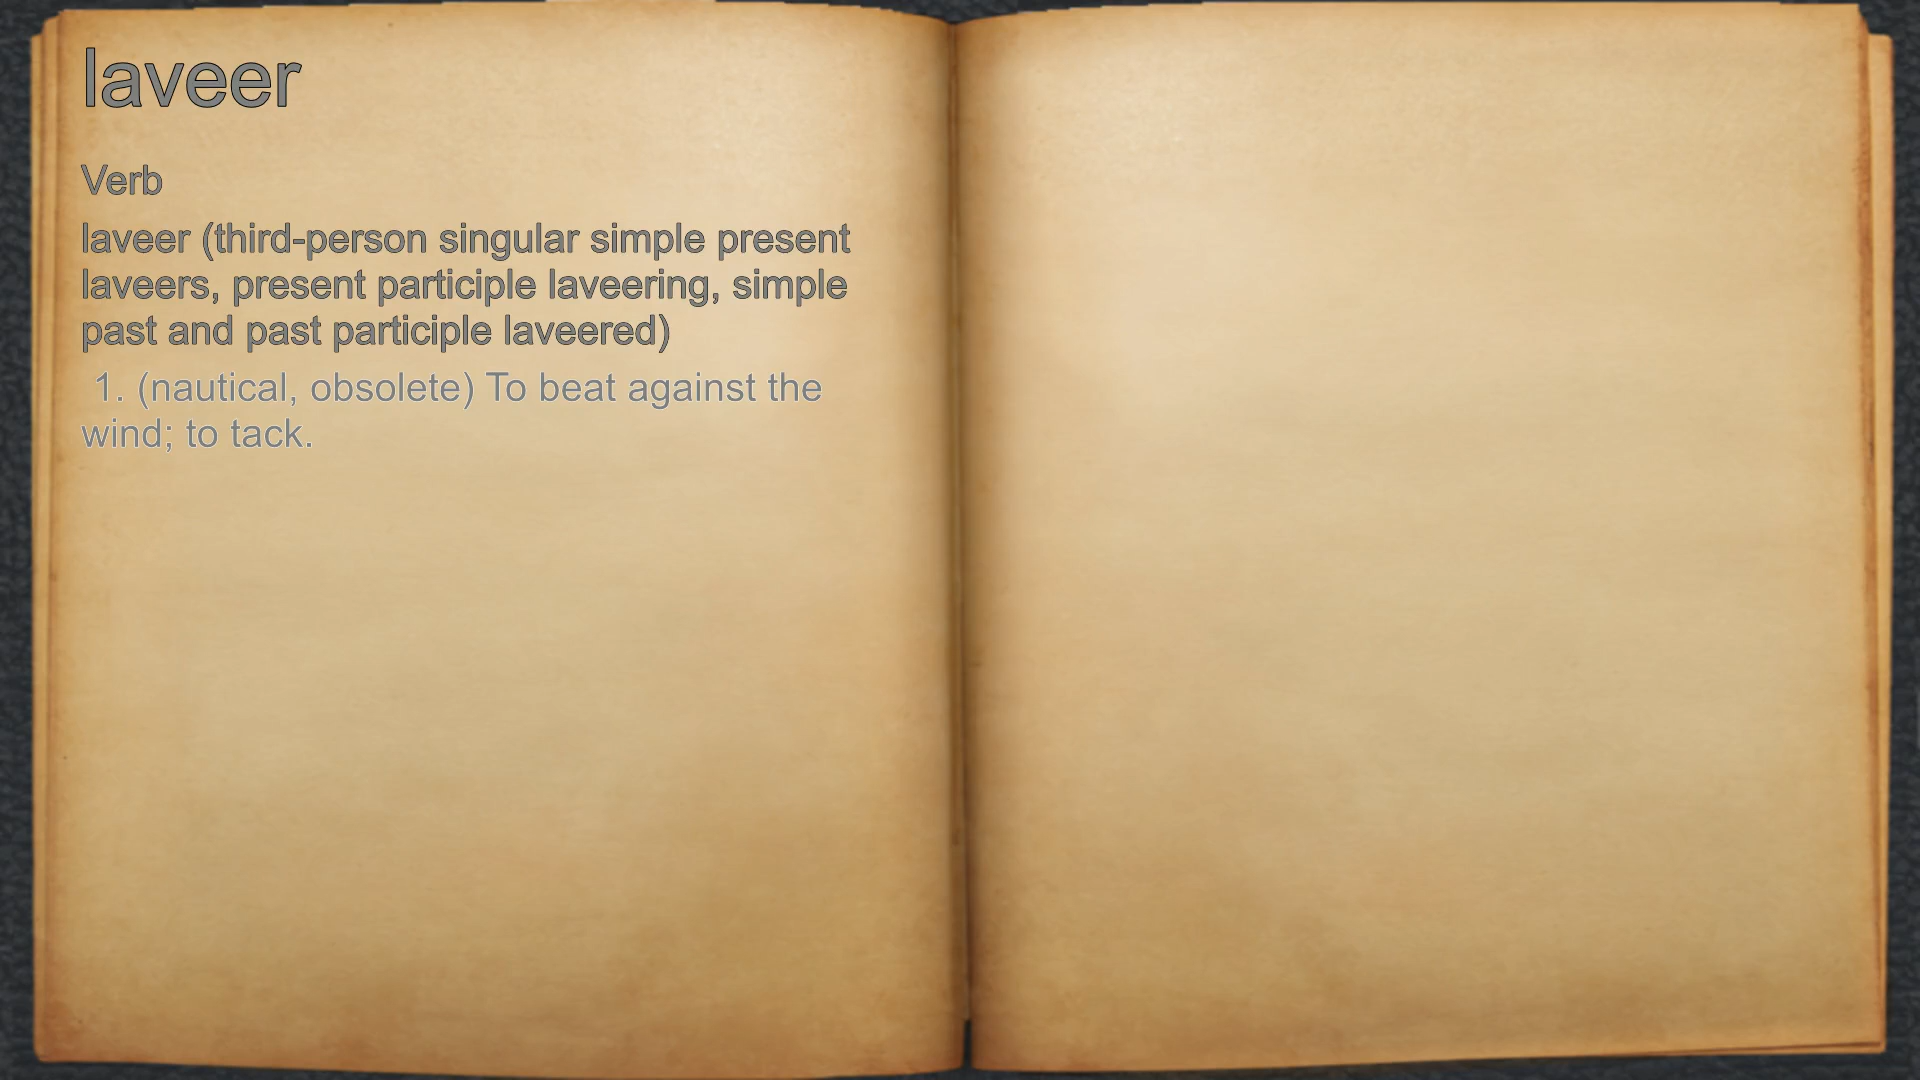 laveer
Verb
laveer (third-person singular simple present
laveers, present participle laveering, simple
past and past participle laveered)
1. (nautical, obsolete) To beat against the
wind; to tack.